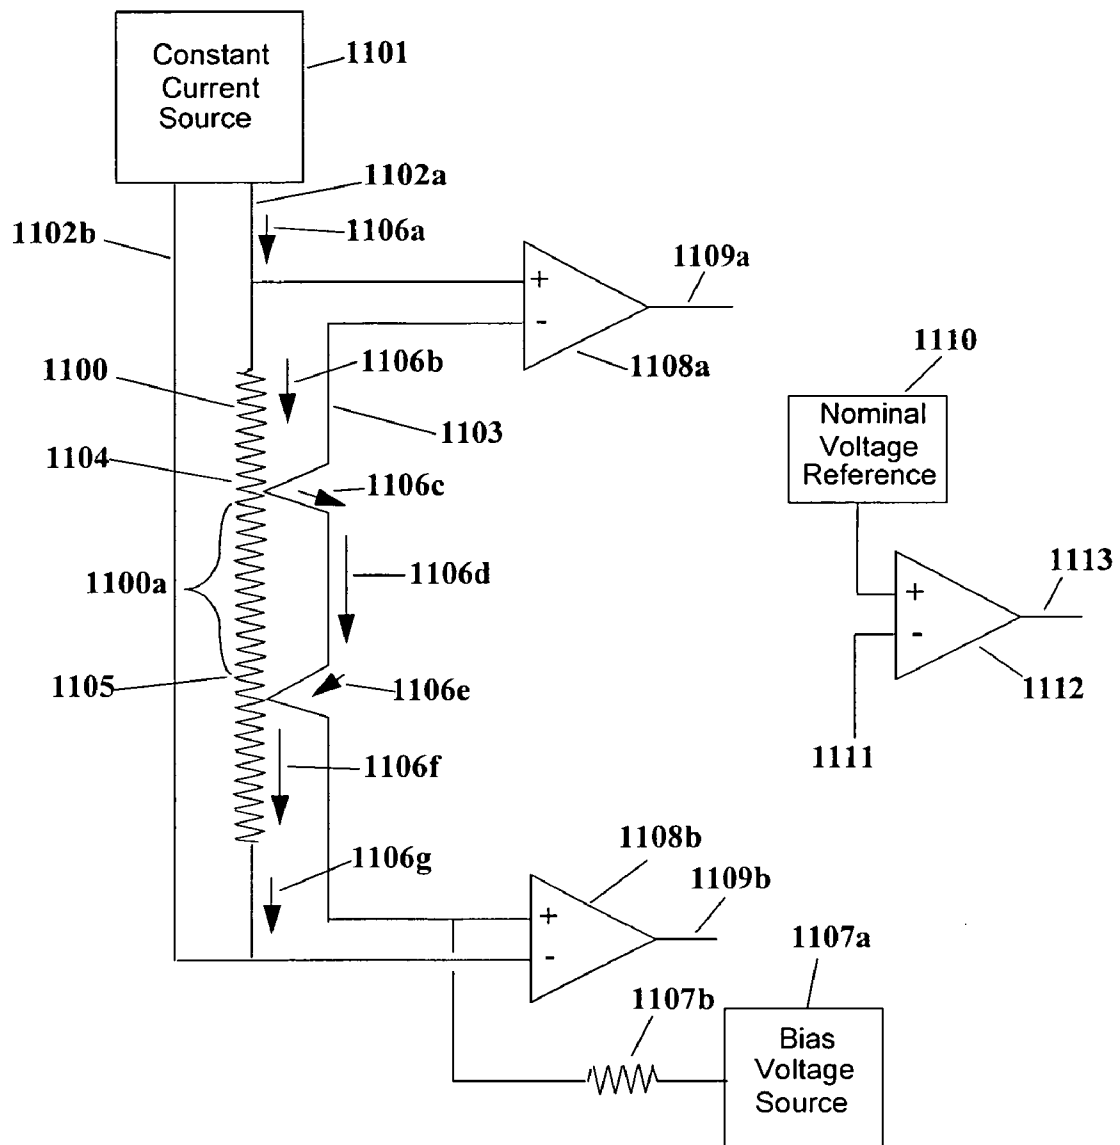 Constant
Current
Source
1101
1102a
1102b
1106a
+
-
1109a
1108a
1100
1106b
1103
1104
1106c
1100a
1106d
1105
1106e
1106f
1106g
1110
Nominal
Voltage
Reference
+
-
1113
1112
1111
1108b
+
-
1109b
1107a
1107b
Bias
Voltage
Source